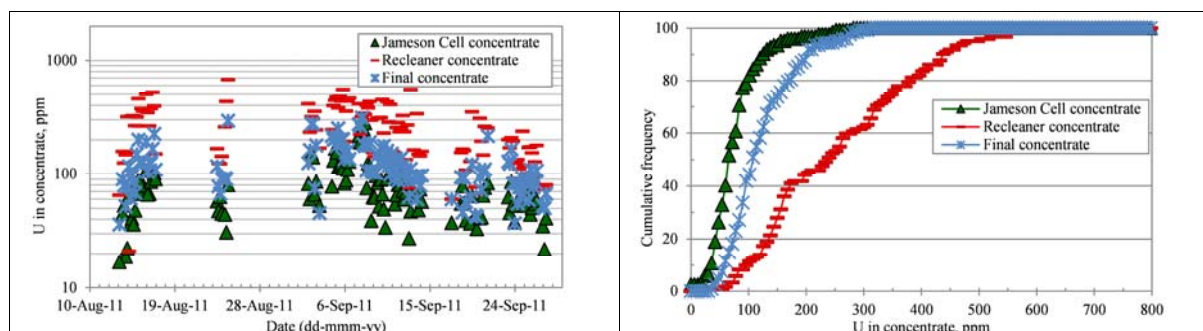 1000
100
10
U in concentrate, ppm
Jameson Cell concentrate
Recleaner concentrate
Final concentrate
10-Aug-11 19-Aug-11 28-Aug-11 6-Sep-11 15-Sep-11 24-Sep-11
Date (dd-mmm-yy)
100
80
60
40
20
0
Cumulative frequency
Jameson Cell concentrate
Recleaner concentrate
Final concentrate
0 100 200 300 400 500 600 700 800
U in concentrate, ppm